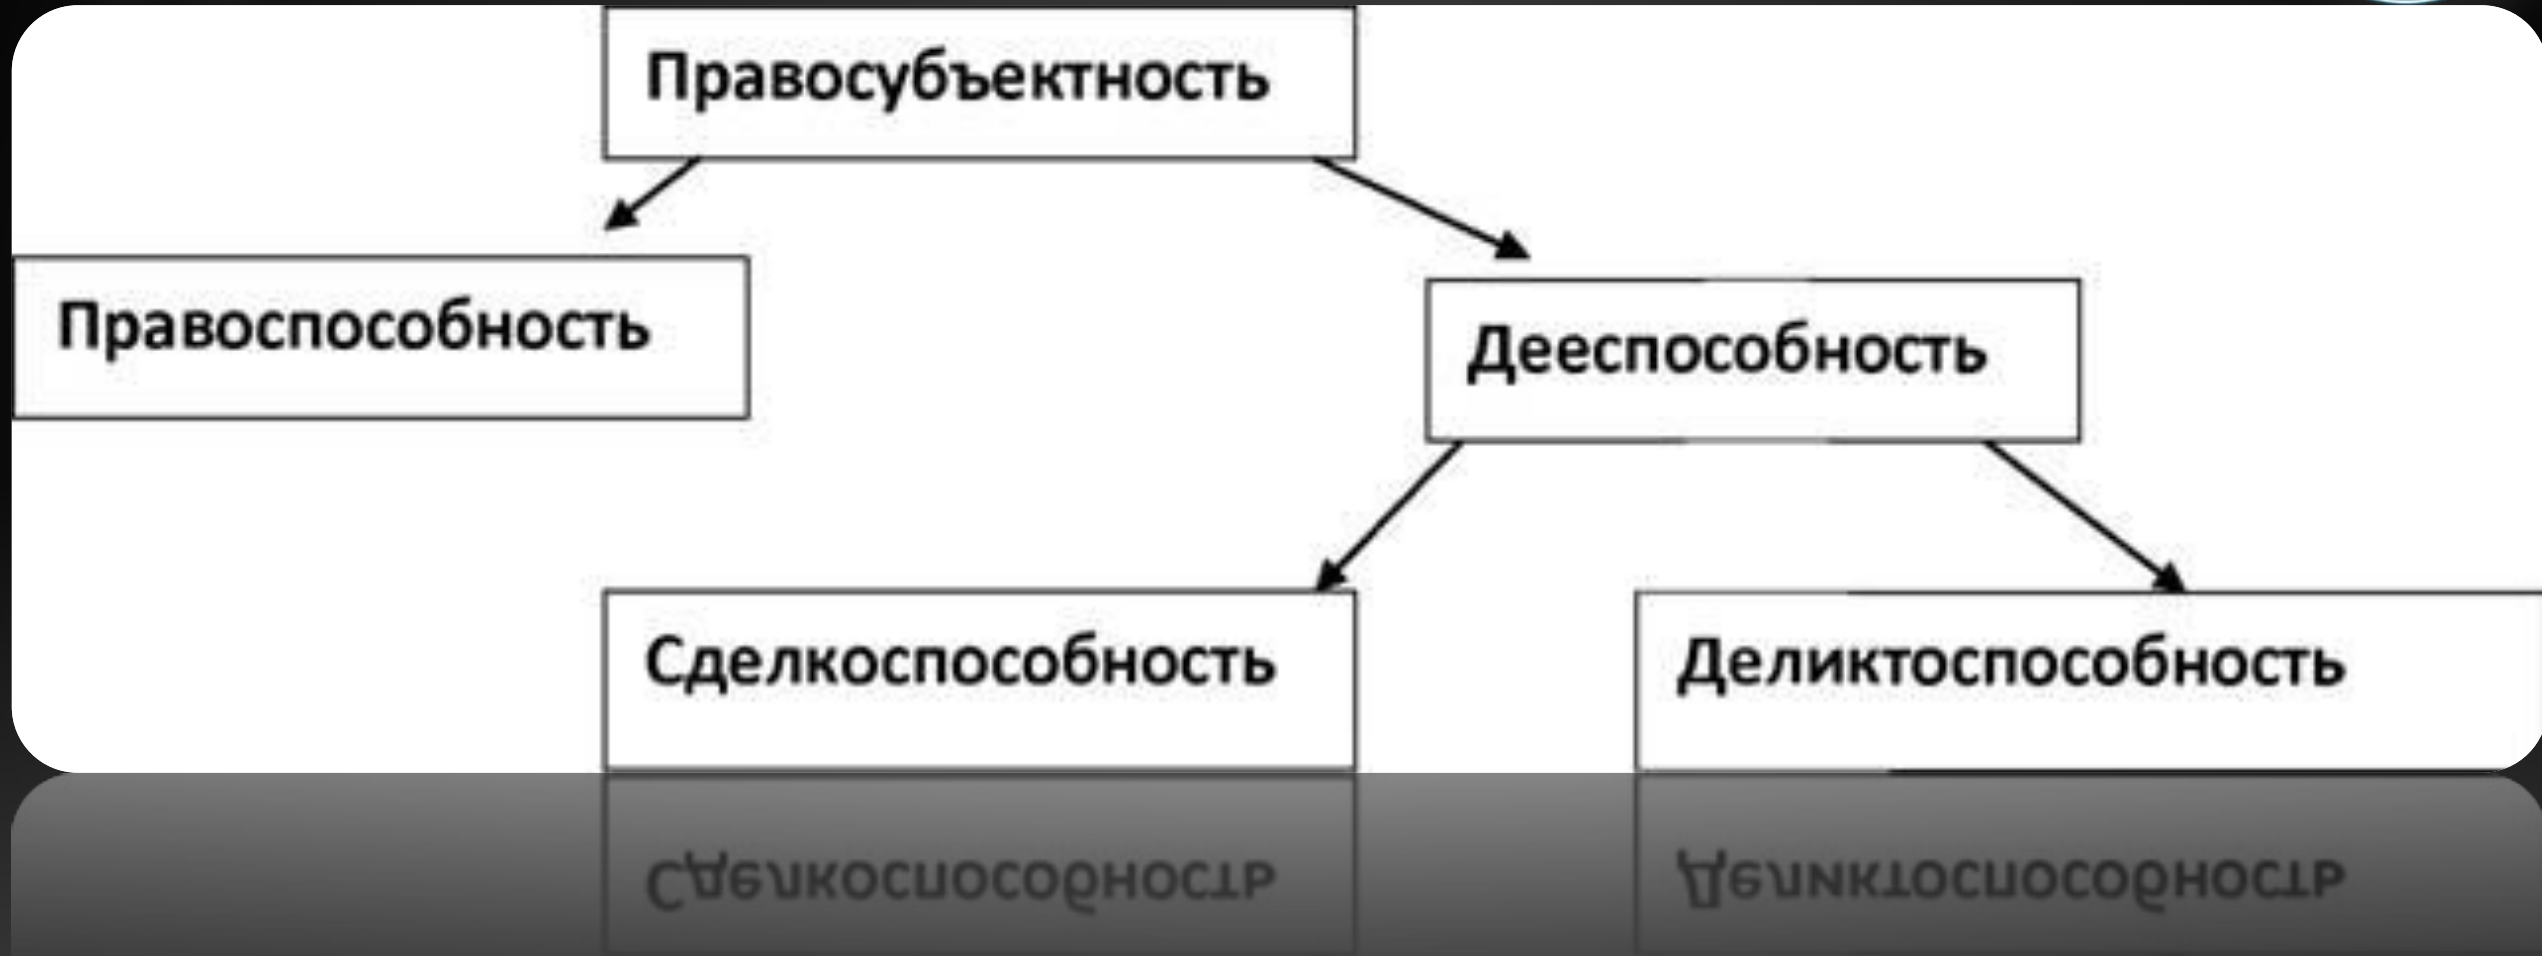 Правосубъектность
Правоспособность
Дееспособность
Сделкоспособность
Деликтоспособность